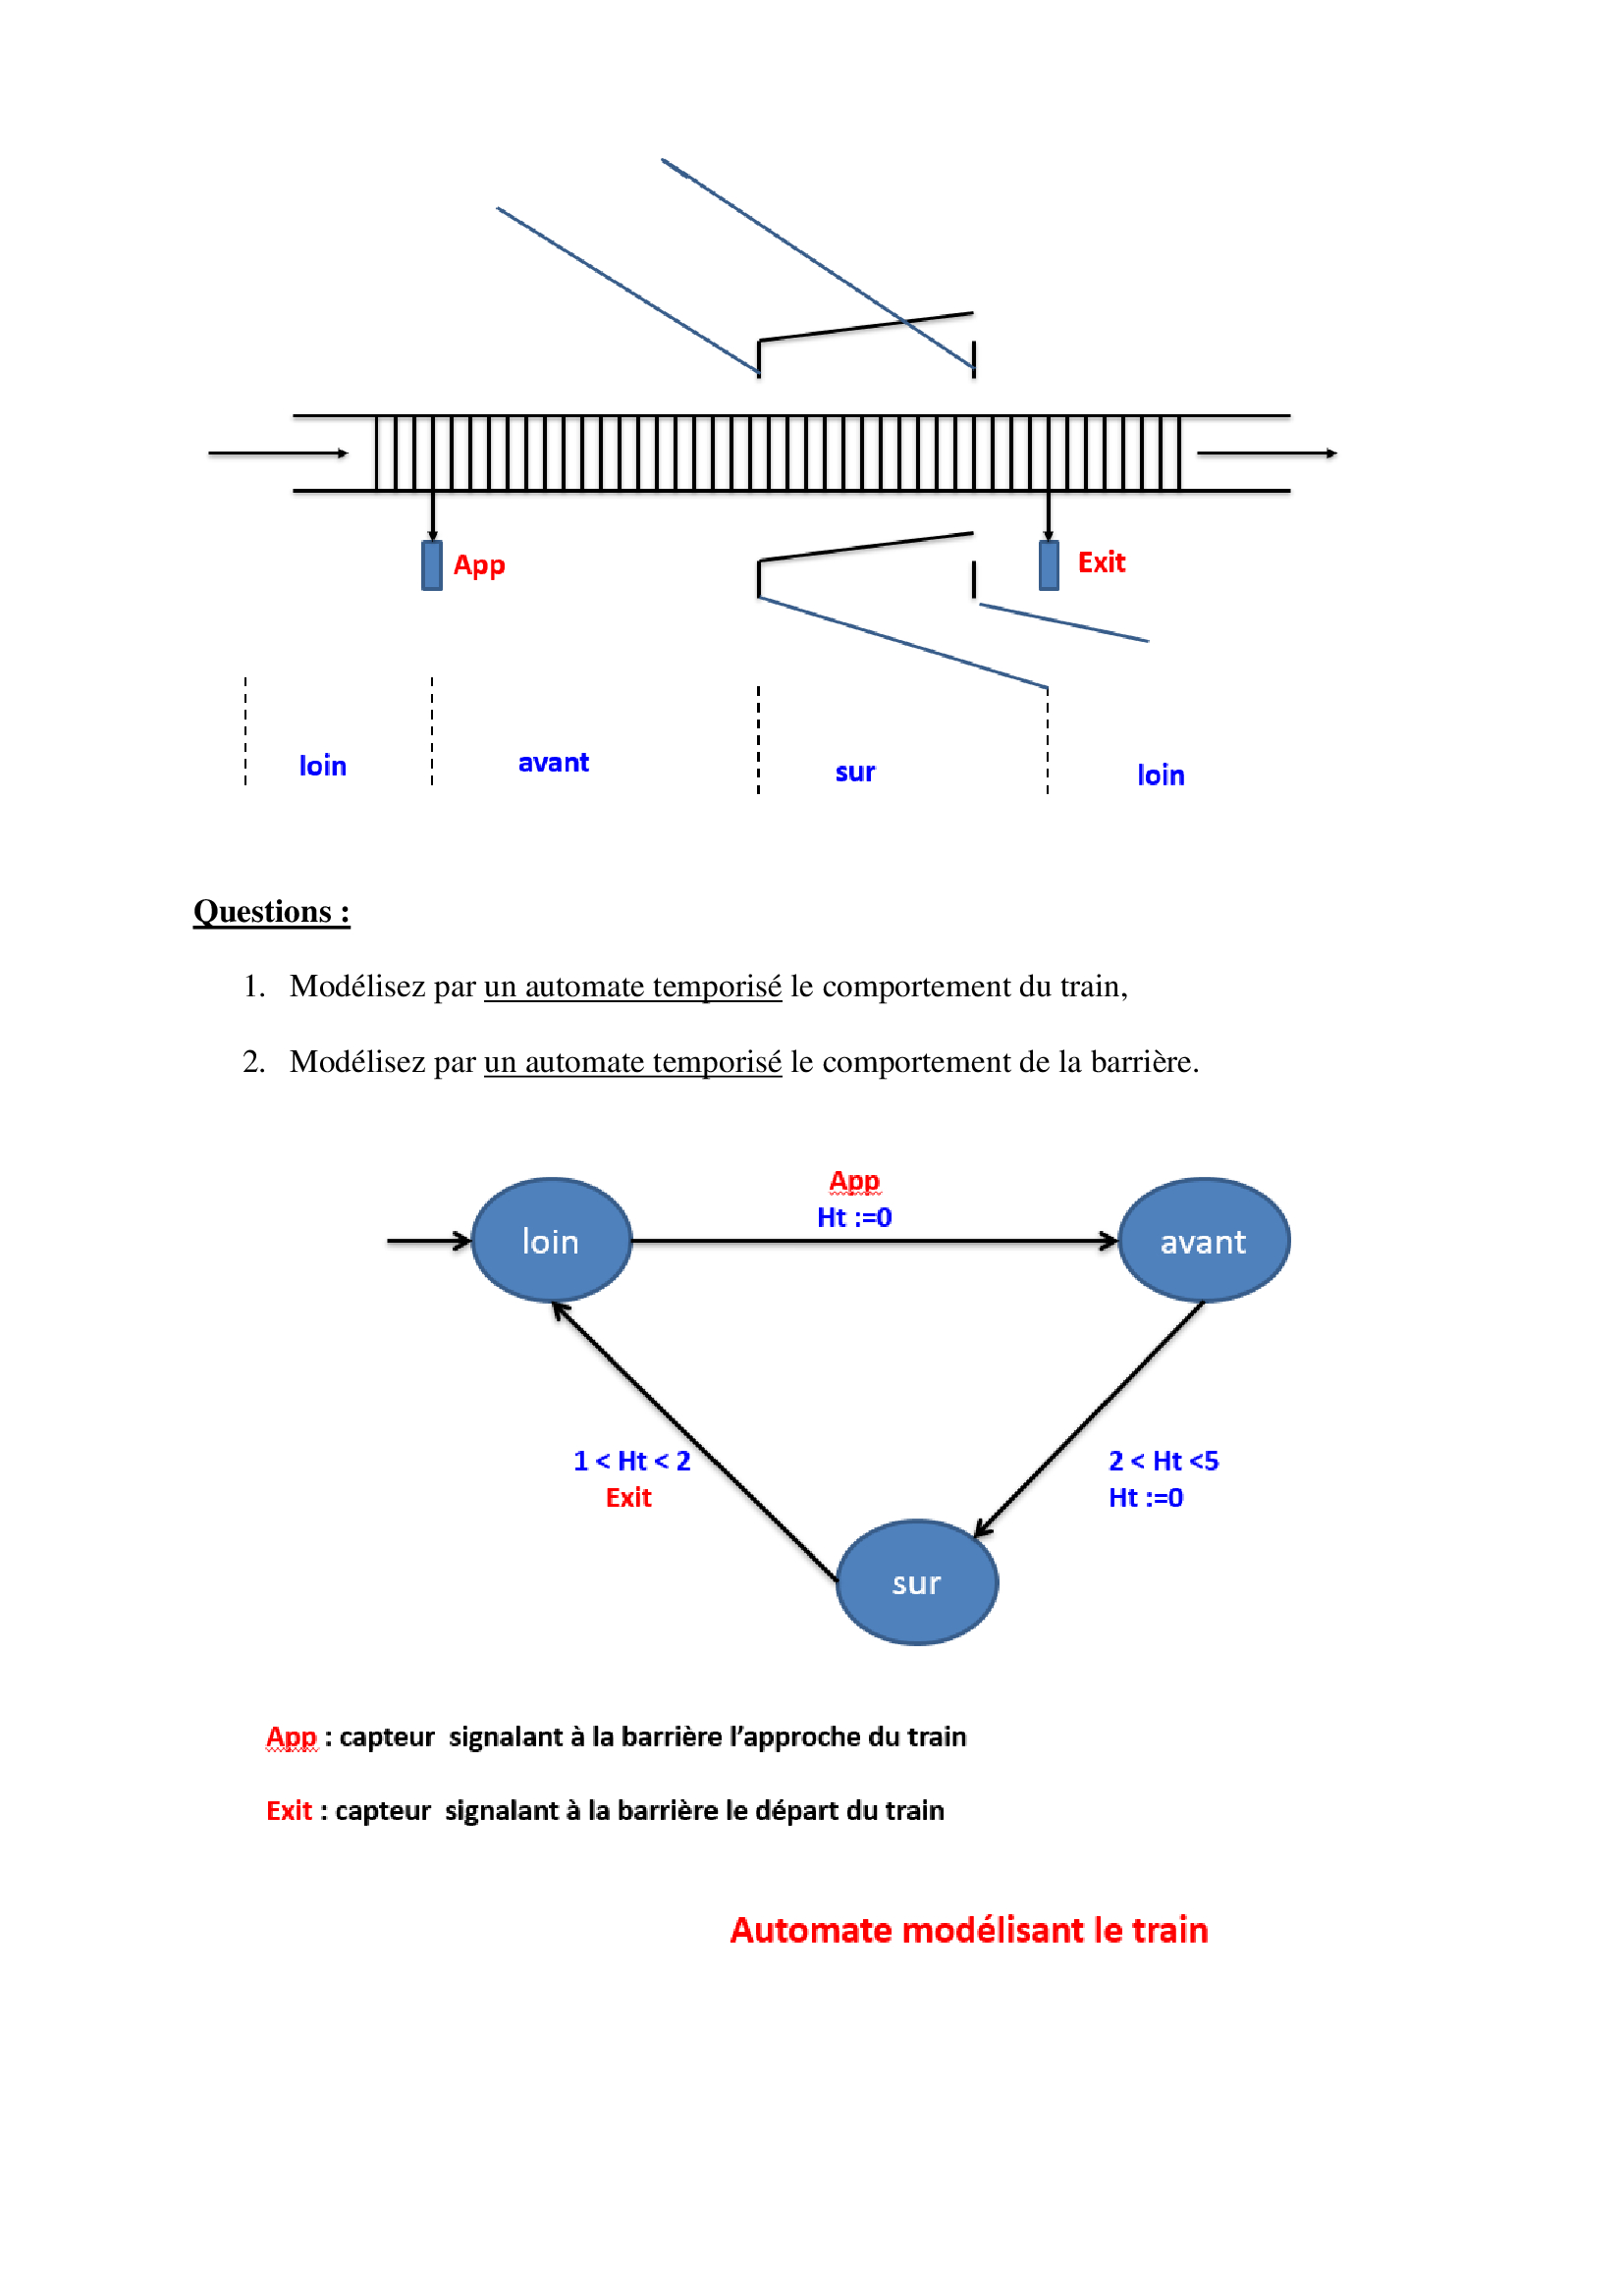 App
Exit
loin
avant
sur
loin
Questions :
1. Modélisez par un automate temporisé le comportement du train,
2. Modélisez par un automate temporisé le comportement de la barrière.
App
Ht :=0
loin
avant
1 < Ht < 2
Exit
2 < Ht <5
Ht :=0
sur
App : capteur signalant à la barrière l’approche du train
Exit : capteur signalant à la barrière le départ du train
Automate modélisant le train